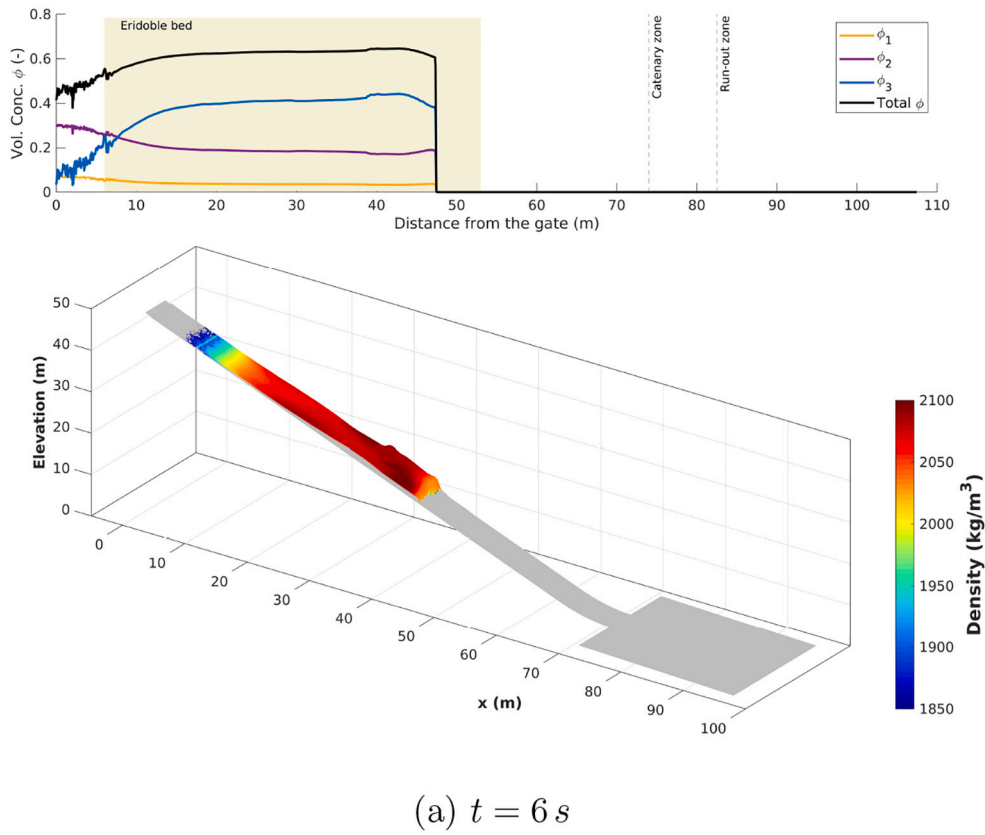 Eridoble bed
Catenary zone
Run-out zone
ϕ1
ϕ2
ϕ3
Total ϕ
Vol. Conc. ϕ (-)
0.8
0.6
0.4
0.2
0
0 10 20 30 40 50 60 70 80 90 100 110
Distance from the gate (m)
Elevation (m)
50
40
30
20
10
0
0 10 20 30 40 50 60 70 80 90 100
x (m)
2100
2050
2000
1950
1900
1850
Density (kg/m³)
(a) t = 6 s